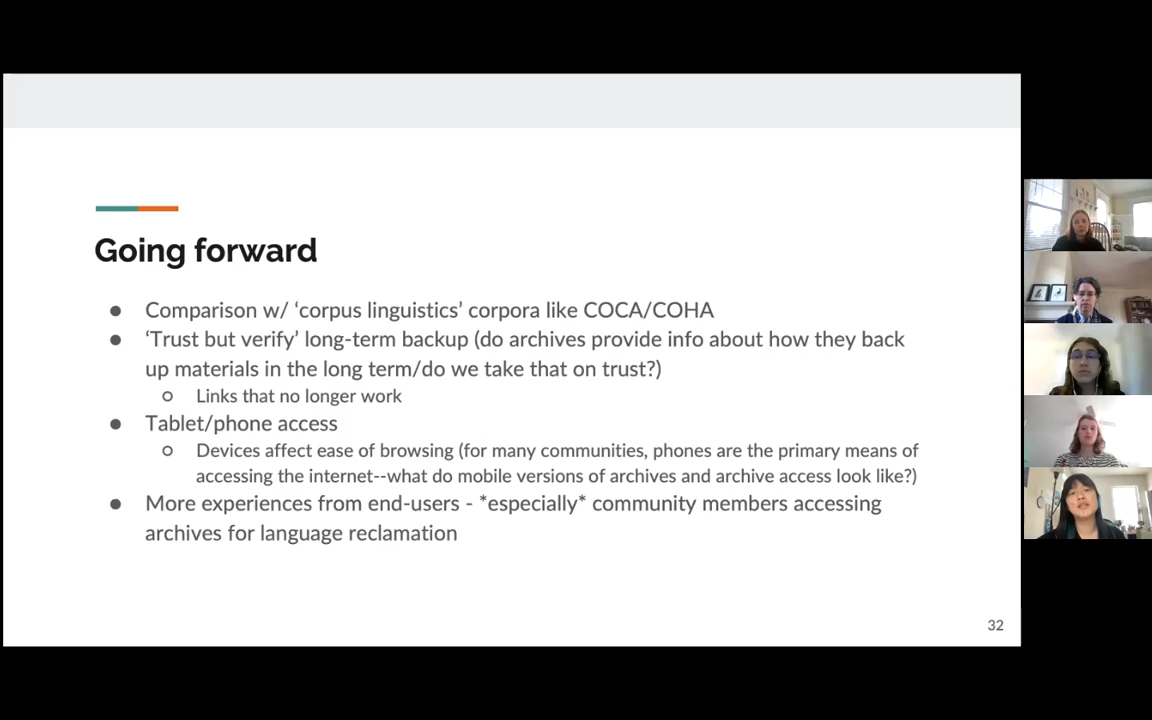 Going forward
● Comparison w/ ‘corpus linguistics’ corpora like COCA/COHA
● ‘Trust but verify’ long-term backup (do archives provide info about how they back
up materials in the long term/do we take that on trust?)
○ Links that no longer work
● Tablet/phone access
○ Devices affect ease of browsing (for many communities, phones are the primary means of
accessing the internet--what do mobile versions of archives and archive access look like?)
● More experiences from end-users - *especially* community members accessing
archives for language reclamation
32